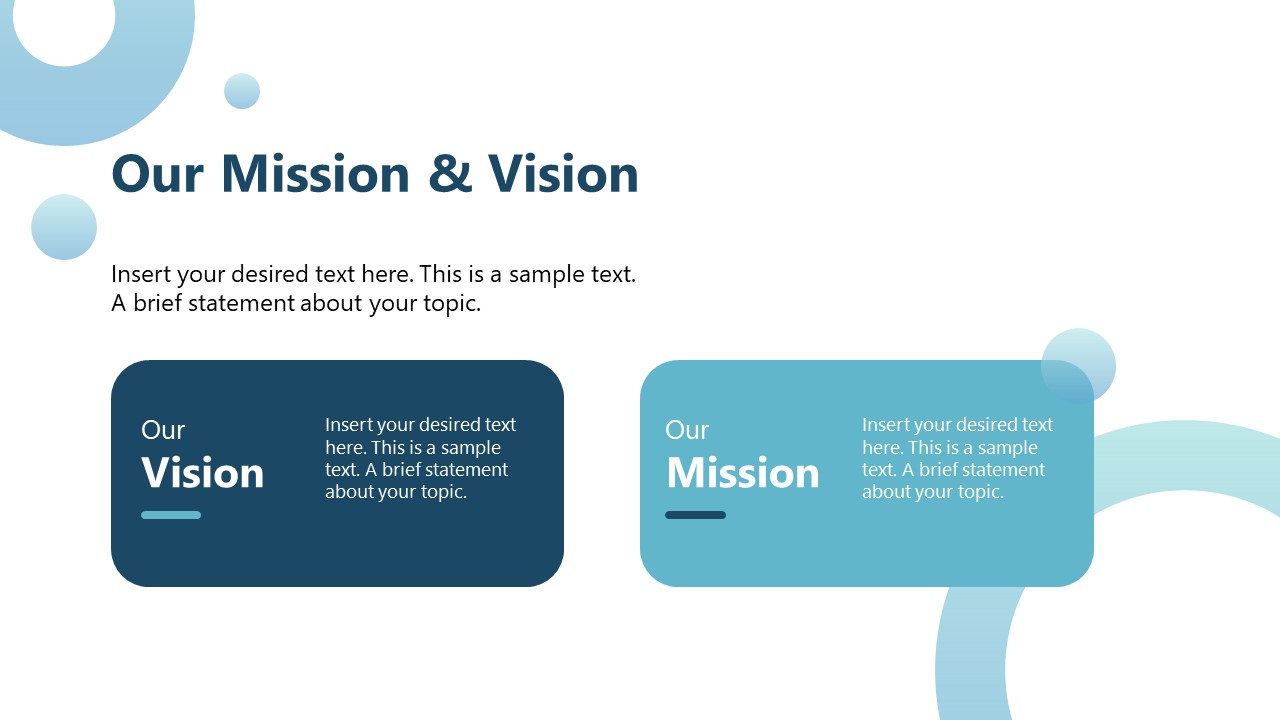 Our Mission & Vision
Insert your desired text here. This is a sample text.
A brief statement about your topic.
Our
Vision
Insert your desired text
here. This is a sample
text. A brief statement
about your topic.
Our
Mission
Insert your desired text
here. This is a sample
text. A brief statement
about your topic.